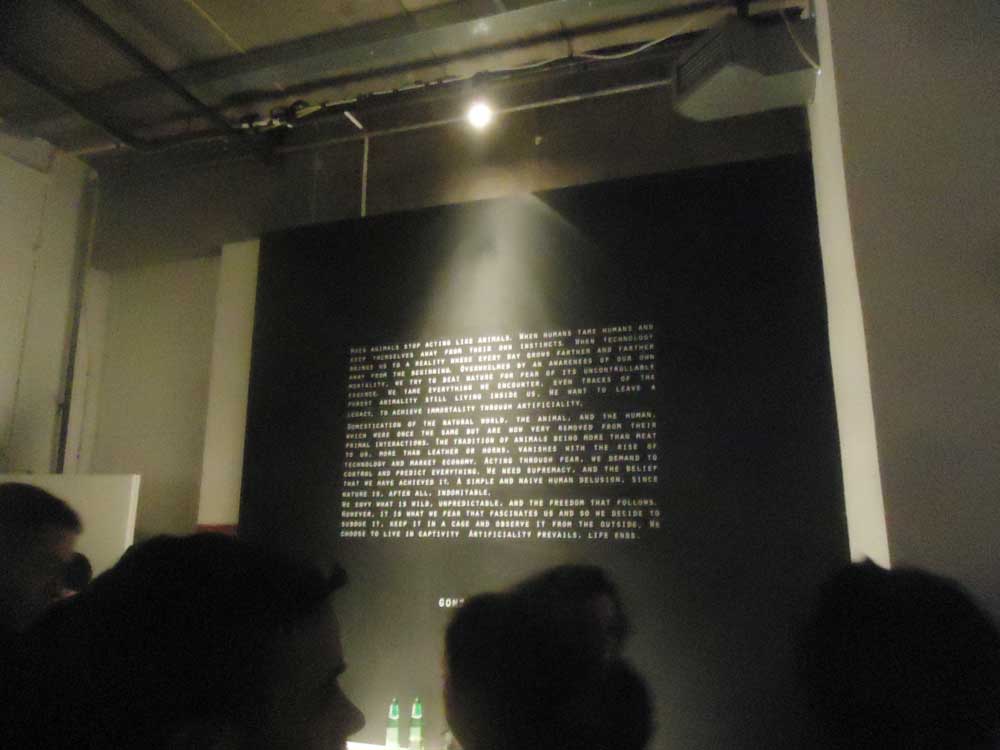 DOES ANIMALS STOP ACTING LIKE ANIMALS. WHEN HUMANS TAME HUMANS AND
KEEP THEMSELVES AWAY FROM THEIR OWN INSTINCTS. WHEN TECHNOLOGY
BRINGS US TO A REALITY WHERE EVERY DAY GROWS FARTHER AND FARTHER
AWAY FROM THE BEGINNING. OVERWHELMED BY AN AWARENESS OF OUR OWN
MORTALITY, WE TRY TO BEAT NATURE FOR FEAR OF ITS UNCONTROLLABLE
ESSENCE. WE TAME EVERYTHING WE ENCOUNTER, EVEN TRACES OF THE
PUREST ANIMALITY STILL LIVING INSIDE US. WE WANT TO LEAVE A
LEGACY, TO ACHIEVE IMMORTALITY THROUGH ARTIFICIALITY.
DOMESTICATION OF THE NATURAL WORLD, THE ANIMAL, AND THE HUMAN,
WHICH WERE ONCE THE SAME BUT ARE NOW VERY REMOVED FROM THEIR
PRIMAL INTERACTIONS. THE TRADITION OF ANIMALS BEING MORE THAN MEAT
TO US, MORE THAN LEATHER OR HORNS, VANISHES WITH THE RISE OF
TECHNOLOGY AND MARKET ECONOMY. ACTING THROUGH FEAR, WE DEMAND TO
CONTROL AND PREDICT EVERYTHING. WE NEED SUPREMACY, AND THE BELIEF
THAT WE HAVE ACHIEVED IT. A SIMPLE AND NAIVE HUMAN DELUSION, SINCE
NATURE IS, AFTER ALL, INDOMITABLE.
WE ENVY WHAT IS WILD, UNPREDICTABLE, AND THE FREEDOM THAT FOLLOWS.
HOWEVER, IT IS WHAT WE FEAR THAT FASCINATES US AND SO WE DECIDE TO
SUBDUE IT, KEEP IT IN A CAGE AND OBSERVE IT FROM THE OUTSIDE. WE
CHOOSE TO LIVE IN CAPTIVITY ARTIFICIALITY PREVAILS, LIFE ENDS.